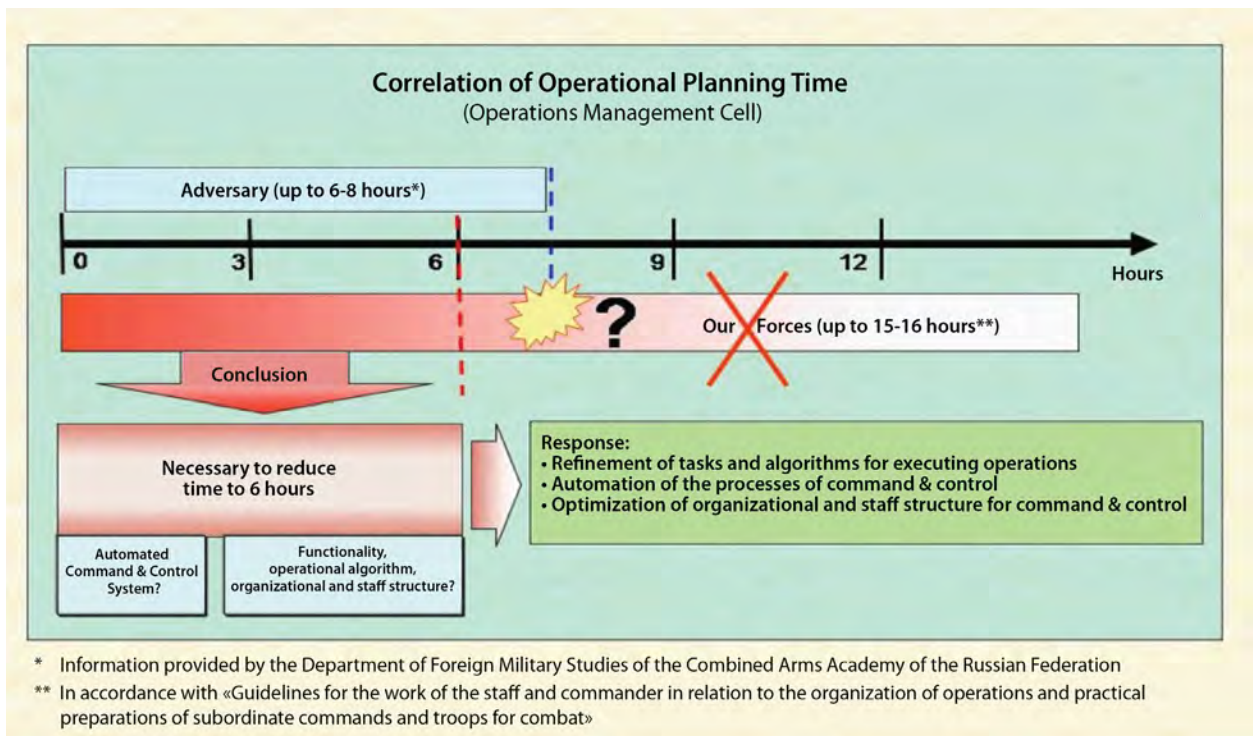 Correlation of Operational Planning Time
(Operations Management Cell)
Adversary (up to 6-8 hours*)
0 3 6 9 12
Hours
?
Our Forces (up to 15-16 hours**)
Conclusion
Necessary to reduce
time to 6 hours
Response:
• Refinement of tasks and algorithms for executing operations
• Automation of the processes of command & control
• Optimization of organizational and staff structure for command & control
Automated
Command & Control
System?
Functionality,
operational algorithm,
organizational and staff structure?
* Information provided by the Department of Foreign Military Studies of the Combined Arms Academy of the Russian Federation
** In accordance with «Guidelines for the work of the staff and commander in relation to the organization of operations and practical
preparations of subordinate commands and troops for combat»